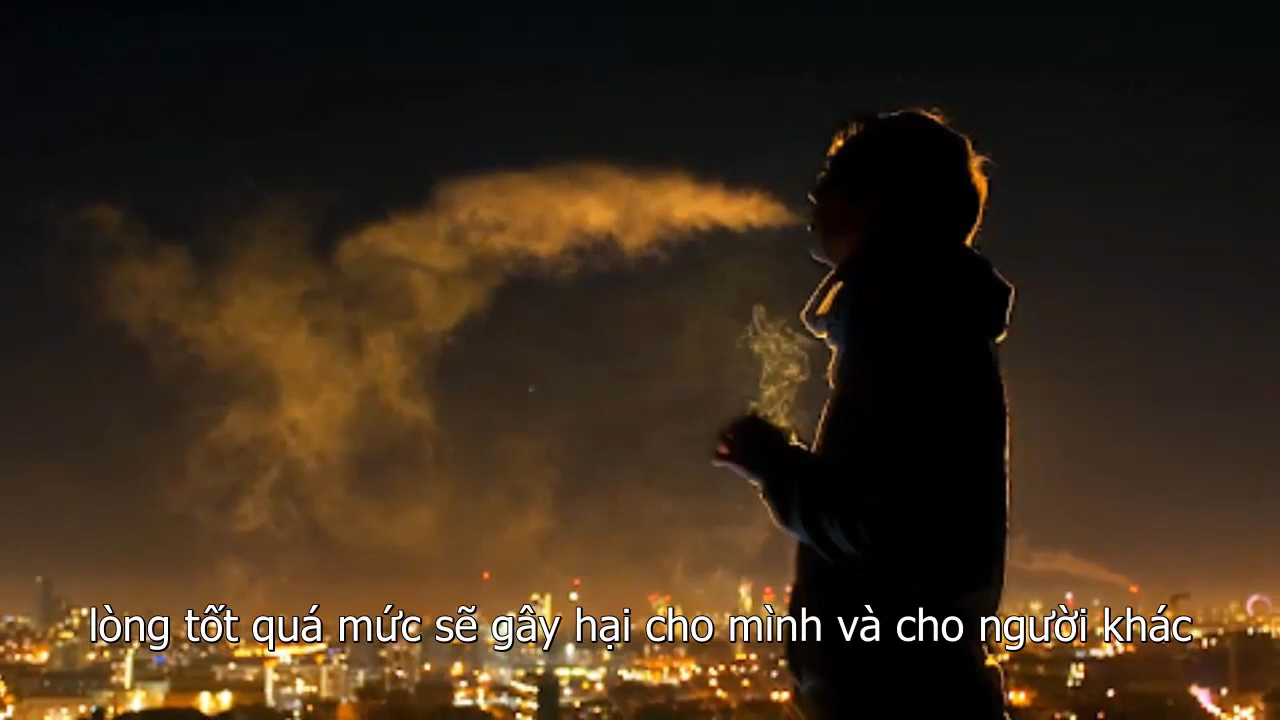 lòng tốt quá mức sẽ gây hại cho mình và cho người khác